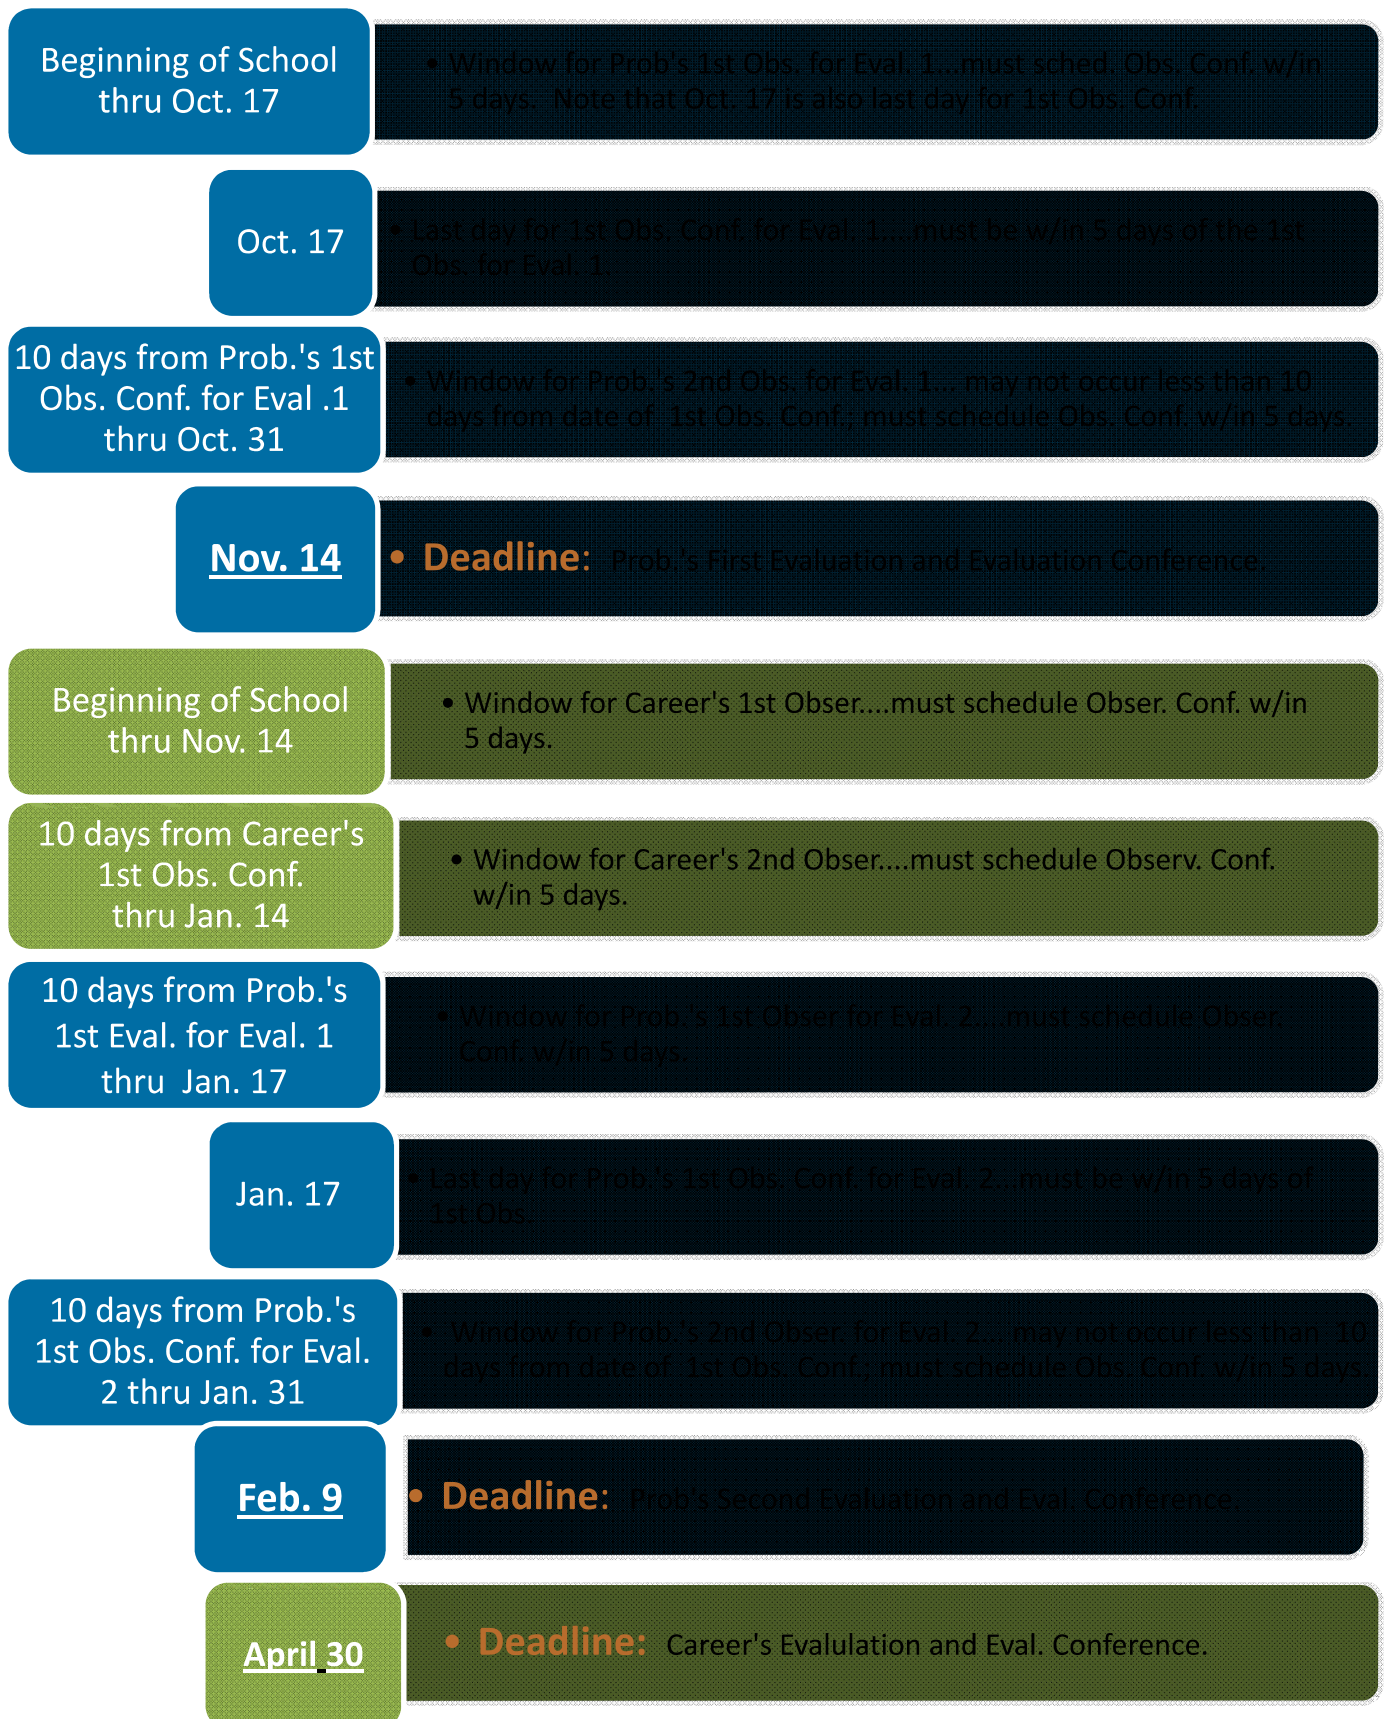 Beginning of School
thru Oct. 17
• Window for Prob's 1st Obs. for Eval. 1...must sched. Obs. Conf. w/in
5 days.  Note that Oct. 17 is also last day for 1st Obs. Conf.
Oct. 17
• Last day for 1st Obs. Conf. for Eval. 1....must be w/in 5 days of the 1st
Obs. for Eval. 1.
10 days from Prob.'s 1st
Obs. Conf. for Eval .1
thru Oct. 31
• Window for Prob.'s 2nd Obs. for Eval. 1... may not occur less than 10
days from date of  1st Obs. Conf.; must schedule Obs. Conf. w/in 5 days.
Nov. 14
• Deadline:  Prob.'s First Evaluation and Evaluation Conference.
Beginning of School
thru Nov. 14
• Window for Career's 1st Obser....must schedule Obser. Conf. w/in
5 days.
10 days from Career's
1st Obs. Conf.
thru Jan. 14
• Window for Career's 2nd Obser....must schedule Observ. Conf.
w/in 5 days.
10 days from Prob.'s
1st Eval. for Eval. 1
thru  Jan. 17
• Window for Prob.'s 1st Obser for Eval. 2....must schedule Obser.
Conf. w/in 5 days.
Jan. 17
• Last day for Prob.'s 1st Obs. Conf. for Eval. 2...must be w/in 5 days of
1st Obs.
10 days from Prob.'s
1st Obs. Conf. for Eval.
2 thru Jan. 31
• Window for Prob.'s 2nd Obser. for Eval. 2... may not occur less than  10
days from date of  1st Obs. Conf.; must schedule Obs. Conf. w/in 5 days.
Feb. 9
• Deadline:  Prob's Second Evaluation and Eval. Conference.
April 30
• Deadline:  Career's Evalulation and Eval. Conference.